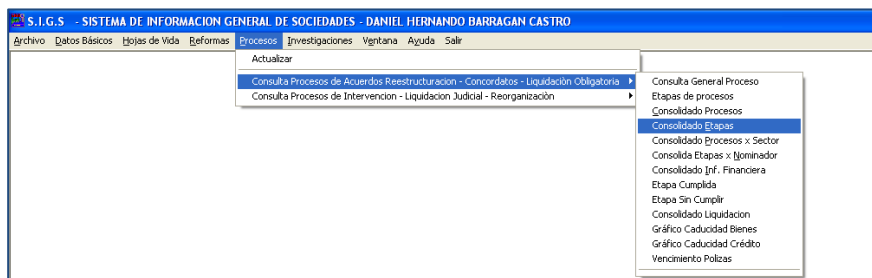 S.I.G.S - SISTEMA DE INFORMACION GENERAL DE SOCIEDADES - DANIEL HERNANDO BARRAGAN CASTRO
Archivo Datos Básicos Hojas de Vida Reformas Procesos Investigaciones Ventana Ayuda Salir
Actualizar
Consulta Procesos de Acuerdos Reestructuracion - Concordatos - Liquidaciòn Obligatoria
Consulta Procesos de Intervencion - Liquidacion Judicial - Reorganizaciòn
Consulta General Proceso
Etapas de procesos
Consolidado Procesos
Consolidado Etapas
Consolidado Procesos x Sector
Consolida Etapas x Nominador
Consolidado Inf. Financiera
Etapa Cumplida
Etapa Sin Cumplir
Consolidado Liquidacion
Gráfico Caducidad Bienes
Gráfico Caducidad Crédito
Vencimiento Polizas